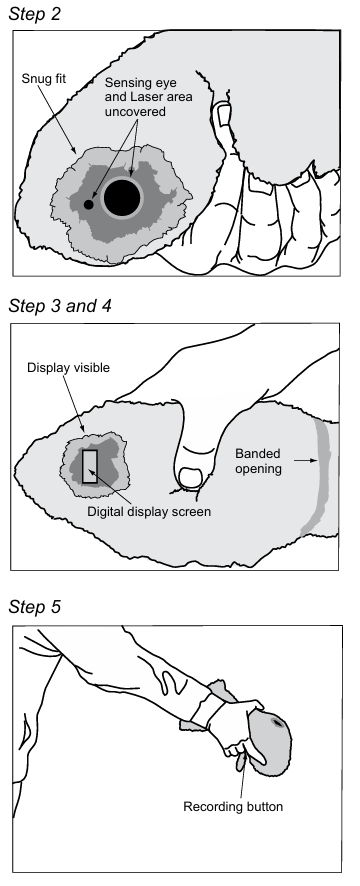 Step 2
Snug fit
Sensing eye
and Laser area
uncovered
Step 3 and 4
Display visible
Banded
opening
Digital display screen
Step 5
Recording button